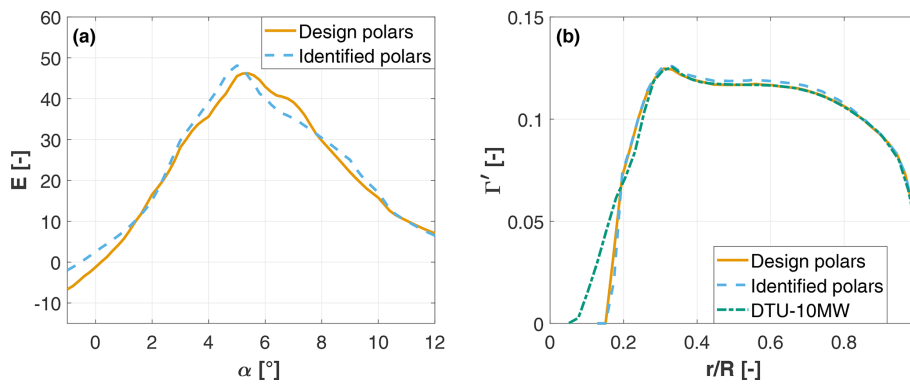 (a)
Design polars
Identified polars
60
50
40
30
20
10
0
-10
E [-]
0 2 4 6 8 10 12
α [°]
(b)
0.15
0.1
0.05
0
Γ′ [-]
Design polars
Identified polars
DTU-10MW
0 0.2 0.4 0.6 0.8
r/R [-]